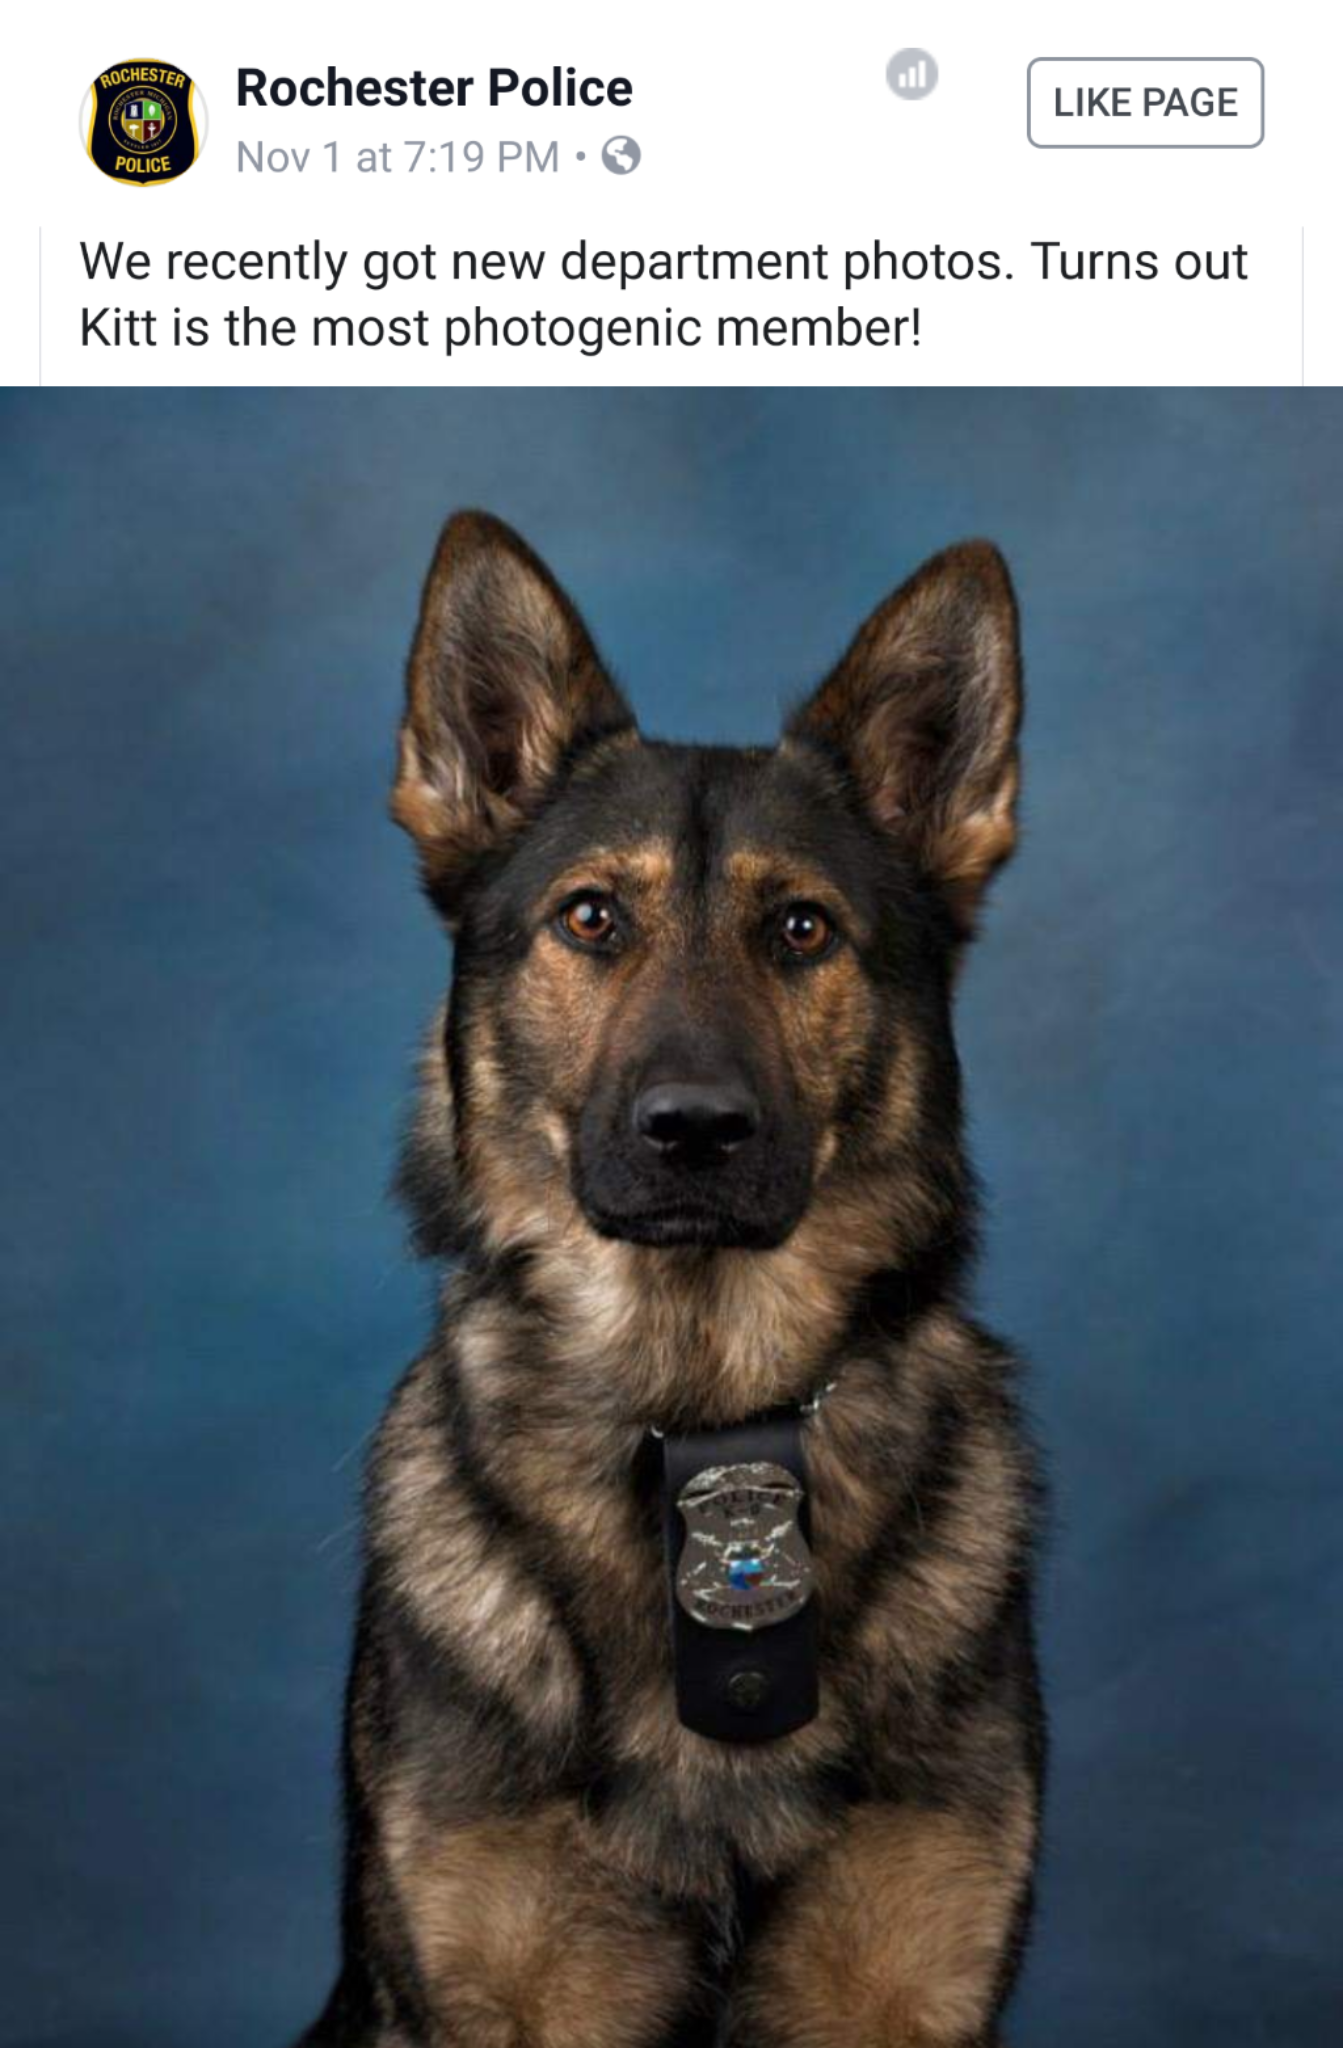 ROCHESTER
POLICE
Rochester Police
Nov 1 at 7:19 PM •
LIKE PAGE
We recently got new department photos. Turns out
Kitt is the most photogenic member!
POLICE
ROCHESTER